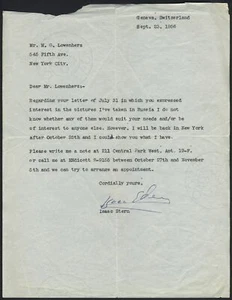 Geneva, Switzerland
Sept. 10, 1956
Mr. M. G. Lowenherz
545 Fifth Ave.
New York City.
Dear Mr. Lowenherz:-
Regarding your letter of July 31 in which you expressed
interest in the pictures I've taken in Russia I do not
know whether any of them would suit your needs and/or be
of interest to anyone else. However, I will be back in New York
after October 20th and I could show you what I have
Please write me a note at 211 Central Park West, Apt. 19-F.
or call me at ENdicott between October 27th and November
5th and we can try to arrange an appointment.
Cordially yours,
Isaac Stern
Isaac Stern